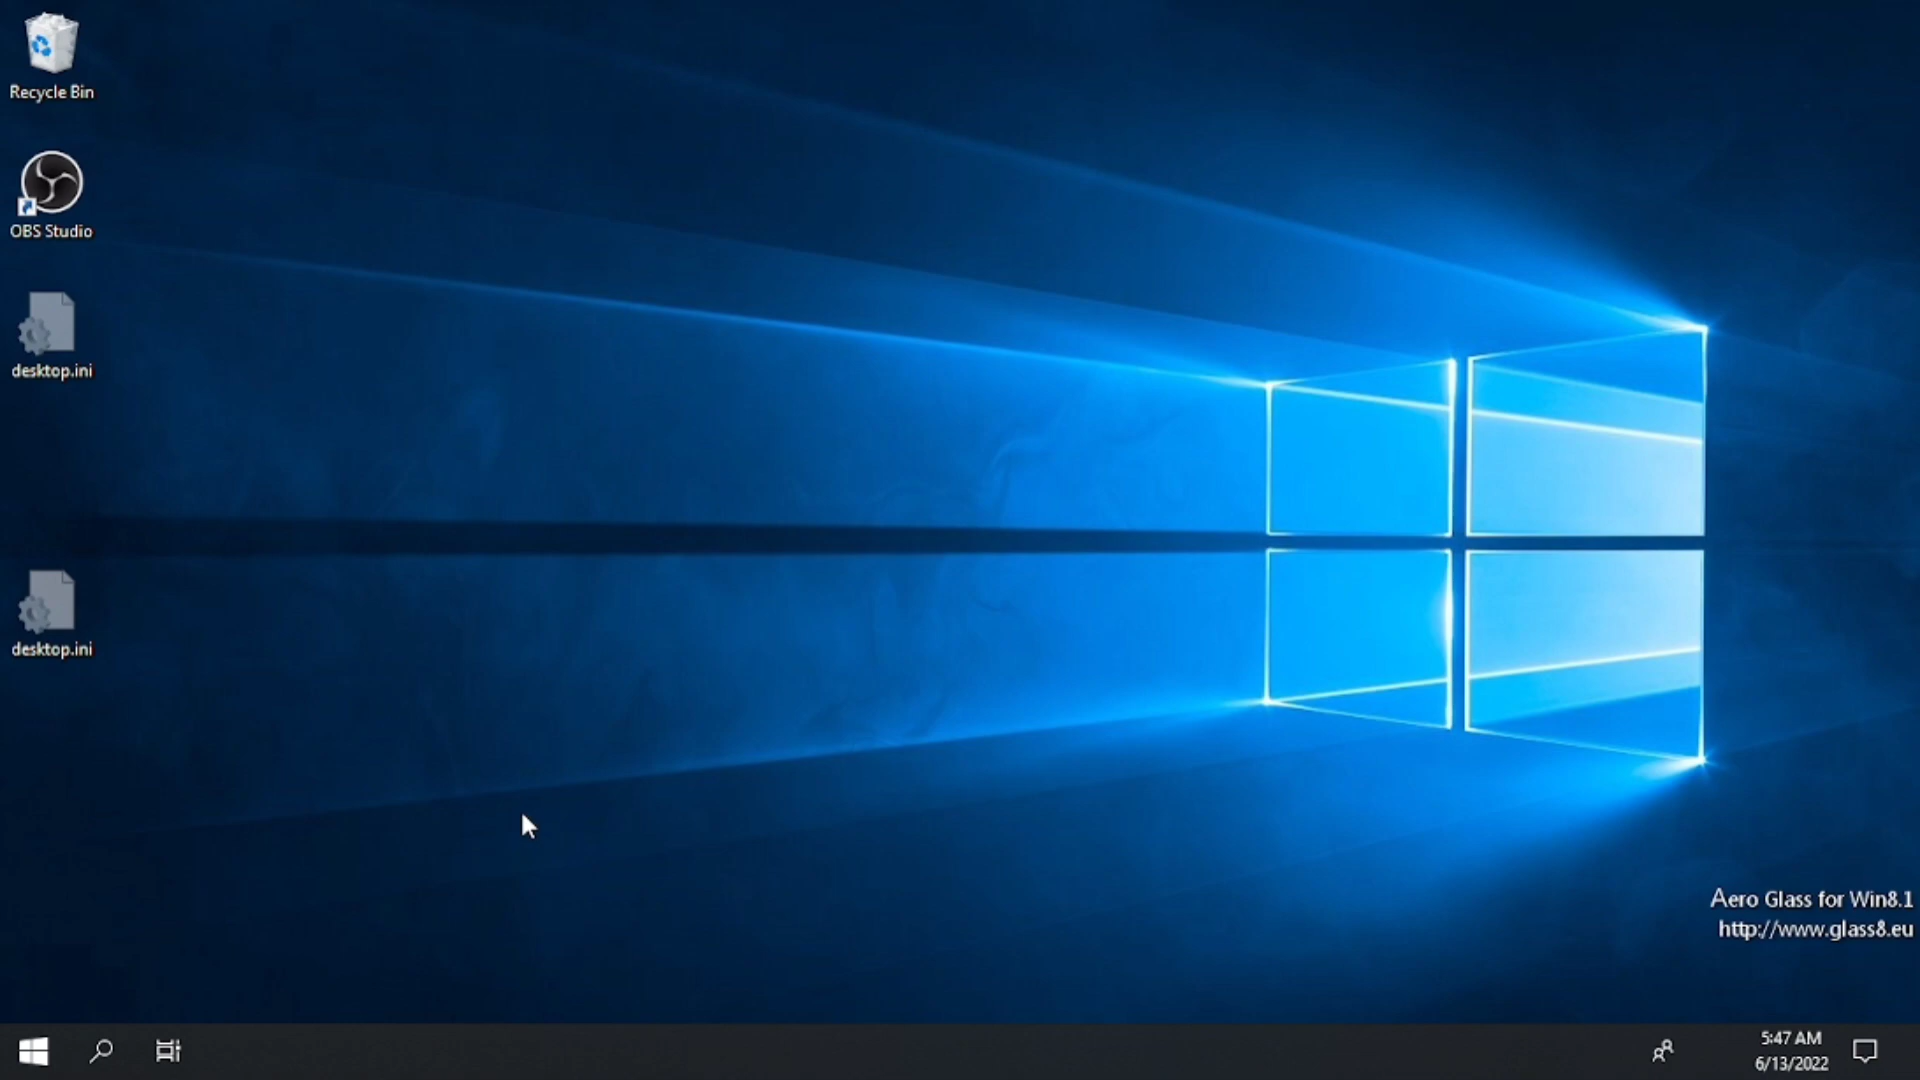 Recycle Bin
OBS Studio
desktop.ini
desktop.ini
Aero Glass for Win8.1
http://www.glass8.eu
5:47 AM
6/13/2022